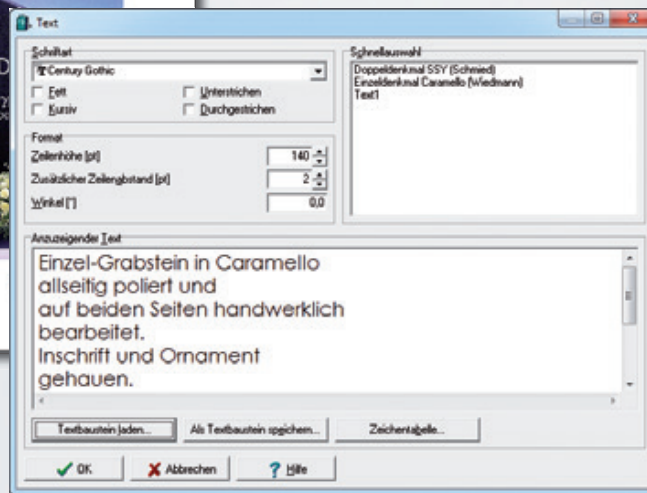 Text
Schriftart
Century Gothic
Fett
Unterstrichen
Kursiv
Durchgestrichen
Format
Zeilenhöhe [pt]
140
Zusätzlicher Zeilenabstand [pt]
2
Winkel [°]
0,0
Schnellauswahl
Doppeldenkmal SSY (Schmied)
Einzeldenkmal Caramello (Wiedmann)
Text1
Anzuzeigender Text
Einzel-Grabstein in Caramello
allseitig poliert und
auf beiden Seiten handwerklich
bearbeitet.
Inschrift und Ornament
gehauen.
Textbaustein laden...
Als Textbaustein speichern...
Zeichentabelle...
OK
Abbrechen
Hilfe